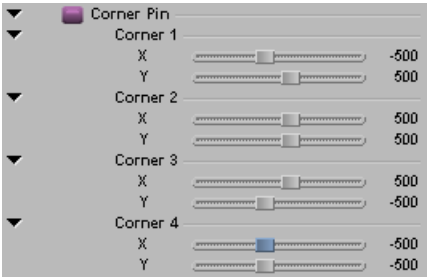 Corner Pin
Corner 1
X -500
Y 500
Corner 2
X 500
Y 500
Corner 3
X 500
Y -500
Corner 4
X -500
Y -500